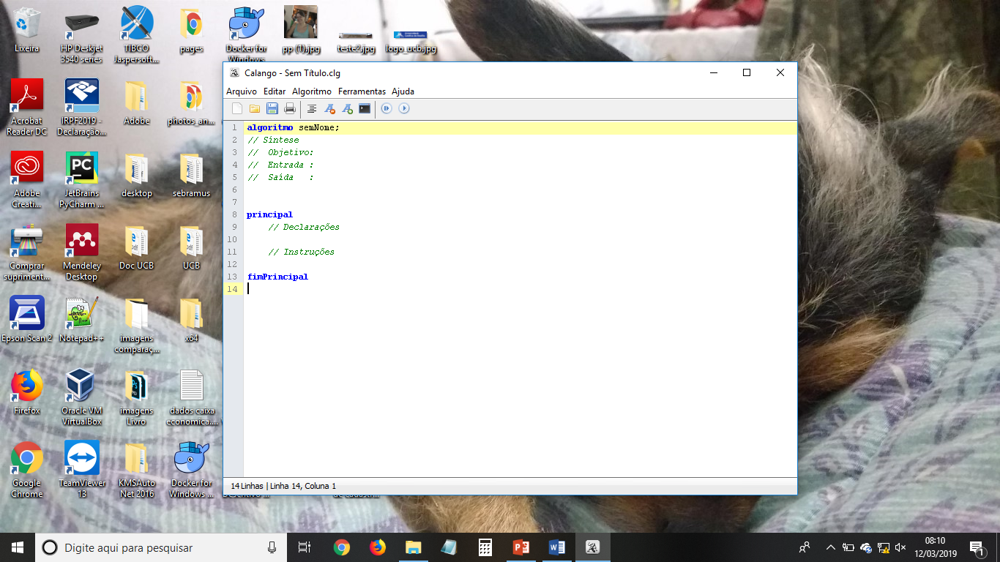 Lixeira
HP Deskjet
3540 series
TIBCO
Jaspersoft...
pages
Docker for
Windows
pp (1).jpg
teste2.jpg
logo_ucb.jpg
Acrobat
Reader DC
IRPF2019 -
Declaração...
Adobe
photos_an...
Adobe
Creati...
PC
JetBrains
PyCharm ...
desktop
sebramus
Comprar
supriment...
Mendeley
Desktop
Doc UCB
UCB
Epson Scan 2
Notepad++
imagens
comparaç...
x64
Firefox
Oracle VM
VirtualBox
imagens
Livro
dados caixa
economica....
Google
Chrome
TeamViewer
13
KMSAuto
Net 2016
Docker for
Windows ...
Calango - Sem Título.clg
Arquivo Editar Algoritmo Ferramentas Ajuda
1 algoritmo semNome;
2 // Síntese
3 //  Objetivo:
4 //  Entrada :
5 //  Saída   :
6
7
8 principal
9     // Declarações
10
11     // Instruções
12
13 fimPrincipal
14
14 Linhas | Linha 14, Coluna 1
Digite aqui para pesquisar
08:10
12/03/2019
1